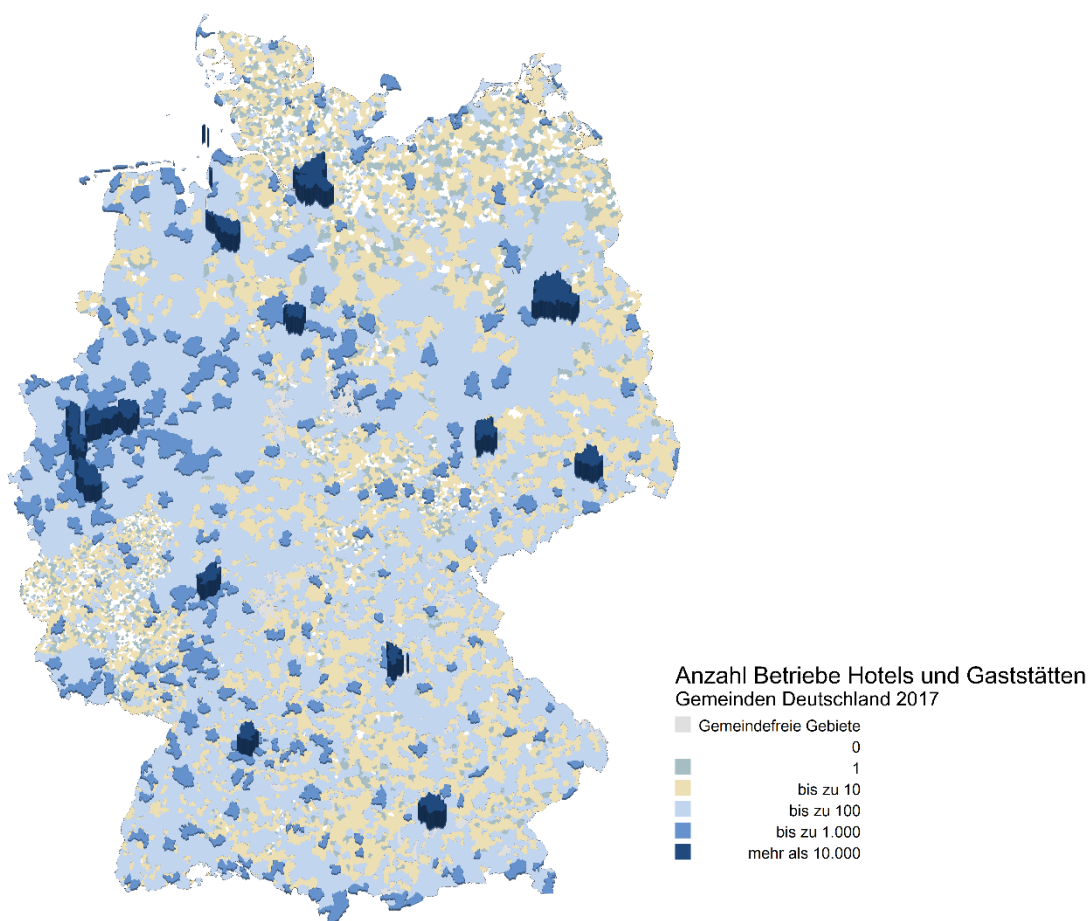 Anzahl Betriebe Hotels und Gaststätten
Gemeinden Deutschland 2017
Gemeindefreie Gebiete
0
1
bis zu 10
bis zu 100
bis zu 1.000
mehr als 10.000